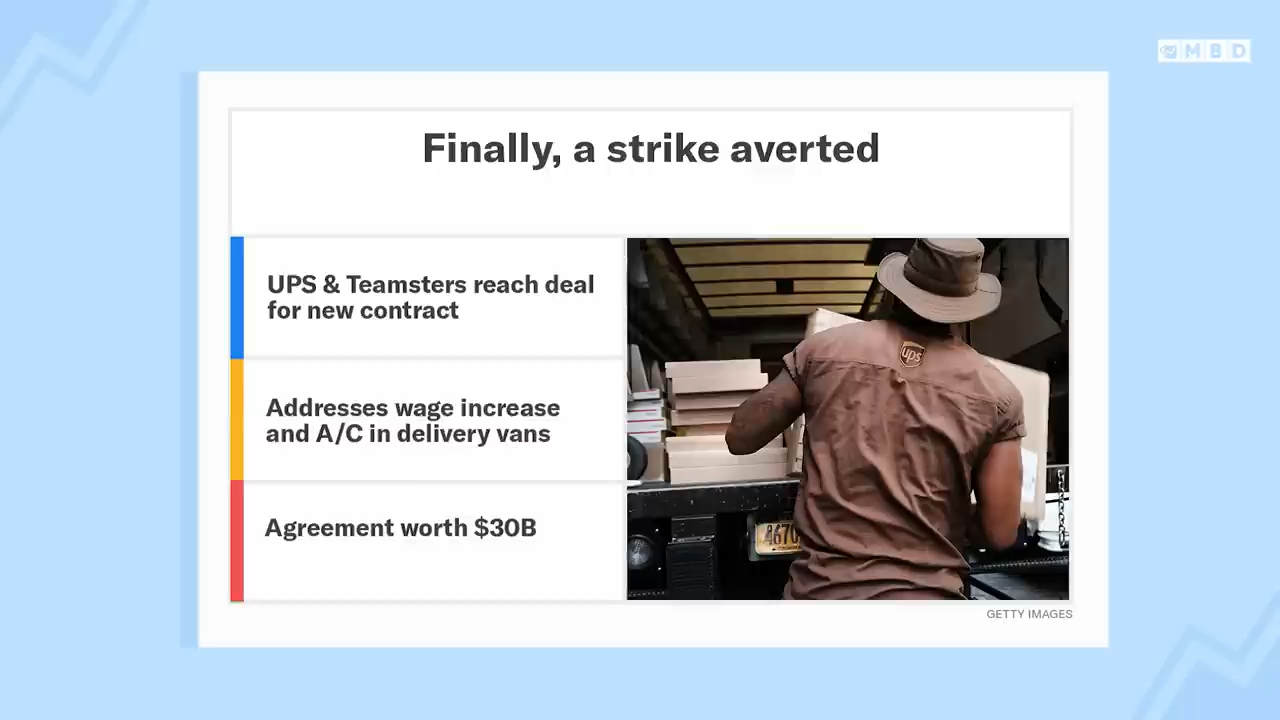 MBD
Finally, a strike averted
UPS & Teamsters reach deal
for new contract
Addresses wage increase
and A/C in delivery vans
Agreement worth $30B
ups
4670
GETTY IMAGES